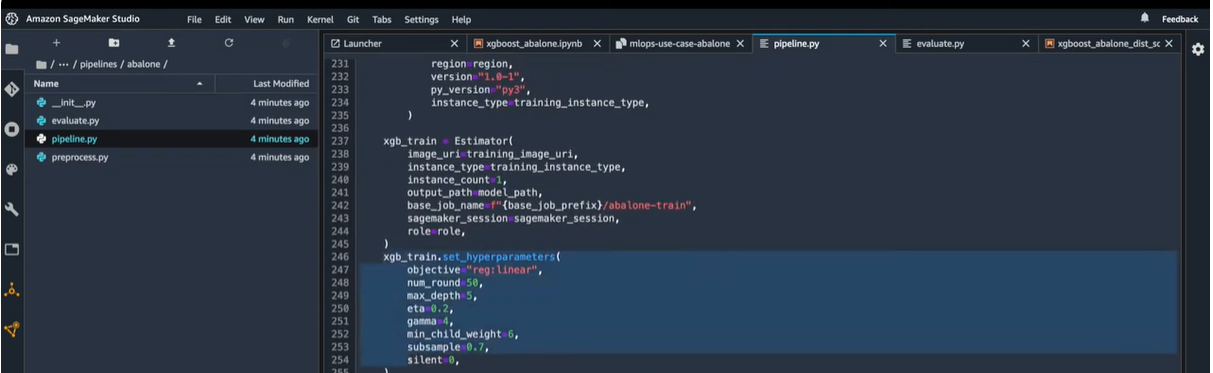 Amazon SageMaker Studio File Edit View Run Kernel Git Tabs Settings Help Feedback
Launcher xgboost_abalone.ipynb mlops-use-case-abalone pipeline.py evaluate.py xgboost_abalone_dist_sc
/ ··· / pipelines / abalone /
Name Last Modified
__init__.py 4 minutes ago
evaluate.py 4 minutes ago
pipeline.py 4 minutes ago
preprocess.py 4 minutes ago
231 region=region,
232 version="1.0-1",
233 py_version="py3",
234 instance_type=training_instance_type,
235 )
236
237 xgb_train = Estimator(
238 image_uri=training_image_uri,
239 instance_type=training_instance_type,
240 instance_count=1,
241 output_path=model_path,
242 base_job_name=f"{base_job_prefix}/abalone-train",
243 sagemaker_session=sagemaker_session,
244 role=role,
245 )
246 xgb_train.set_hyperparameters(
247 objective="reg:linear",
248 num_round=50,
249 max_depth=5,
250 eta=0.2,
251 gamma=4,
252 min_child_weight=6,
253 subsample=0.7,
254 silent=0,
255 )